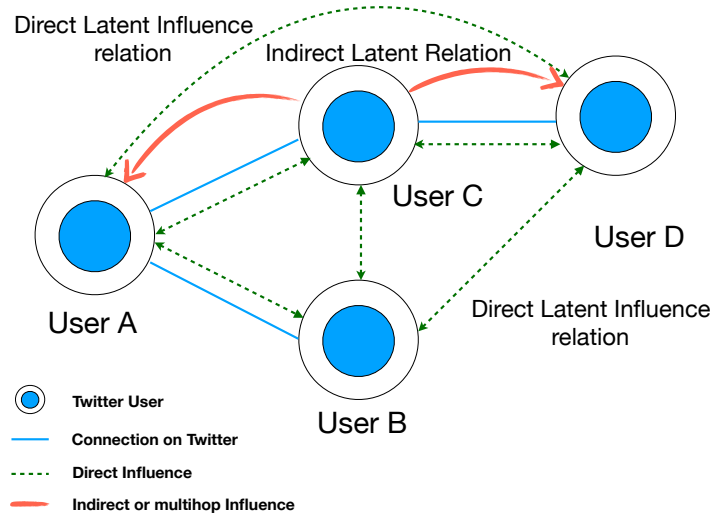 Direct Latent Influence
relation
Indirect Latent Relation
User C
User D
User A
Direct Latent Influence
relation
User B
Twitter User
Connection on Twitter
Direct Influence
Indirect or multihop Influence